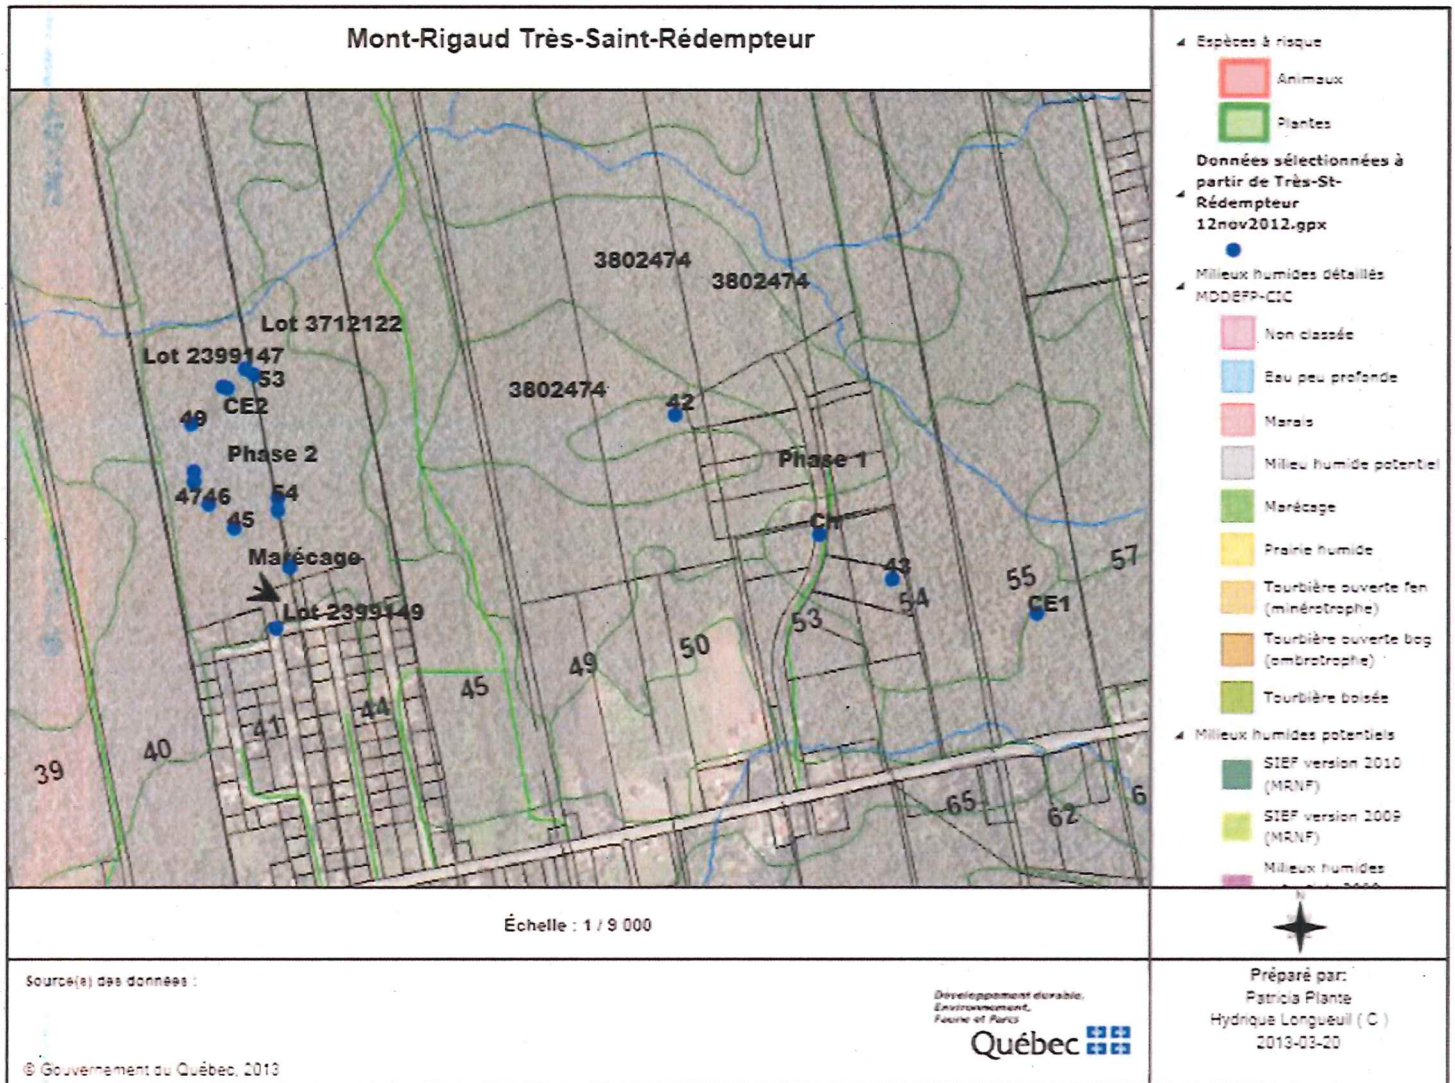 Mont-Rigaud Très-Saint-Rédempteur
3802474
3802474
Lot 3712122
Lot 2399147
53
3802474
CE2
42
49
Phase 2
Phase 1
4746
54
45
Ch
Marécage
43
57
55
54
CE1
Lot 2399149
53
50
49
45
44
41
40
39
65
62
6
Espèces à risque
Animaux
Plantes
Données sélectionnées à
partir de Très-St-
Rédempteur
12nov2012.gpx
Milieux humides détaillés
MDDEFP-CIC
Non classée
Eau peu profonde
Marais
Milieu humide potentiel
Marécage
Prairie humide
Tourbière ouverte fen
(minérotrophe)
Tourbière ouverte bog
(ombrotrophe)
Tourbière boisée
Milieux humides potentiels
SIEF version 2010
(MRNF)
SIEF version 2009
(MRNF)
Milieux humides
Échelle : 1 / 9 000
N
Source(s) des données :
© Gouvernement du Québec, 2013
Développement durable,
Environnement,
Faune et Parcs
Québec
Préparé par:
Patricia Plante
Hydrique Longueuil ( C )
2013-03-20